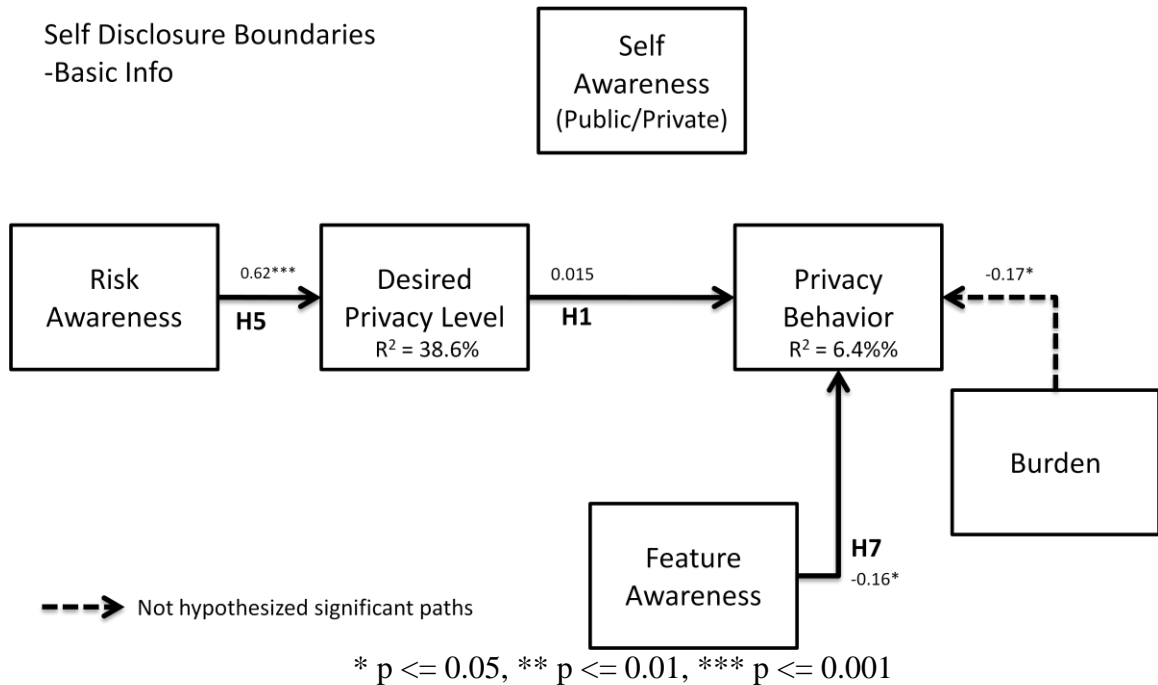 Self Disclosure Boundaries
-Basic Info
Self
Awareness
(Public/Private)
Risk
Awareness
0.62***
H5
Desired
Privacy Level
R² = 38.6%
0.015
H1
Privacy
Behavior
R² = 6.4%%
-0.17*
Burden
Feature
Awareness
H7
-0.16*
Not hypothesized significant paths
* p <= 0.05, ** p <= 0.01, *** p <= 0.001